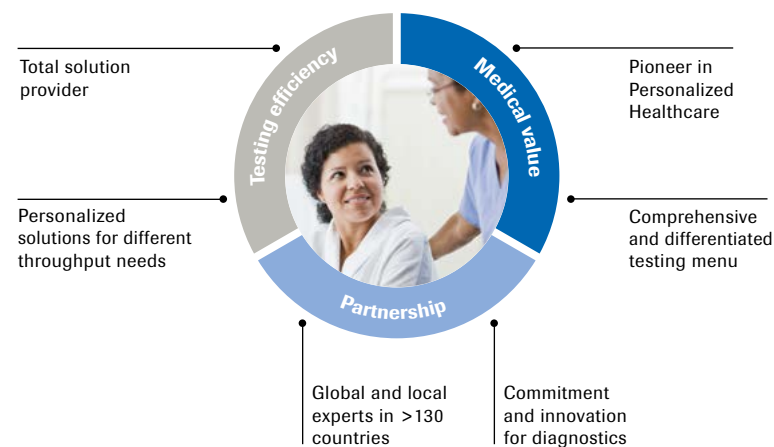 Testing efficiency
Medical value
Partnership
Total solution
provider
Pioneer in
Personalized
Healthcare
Personalized
solutions for different
throughput needs
Comprehensive
and differentiated
testing menu
Global and local
experts in >130
countries
Commitment
and innovation
for diagnostics